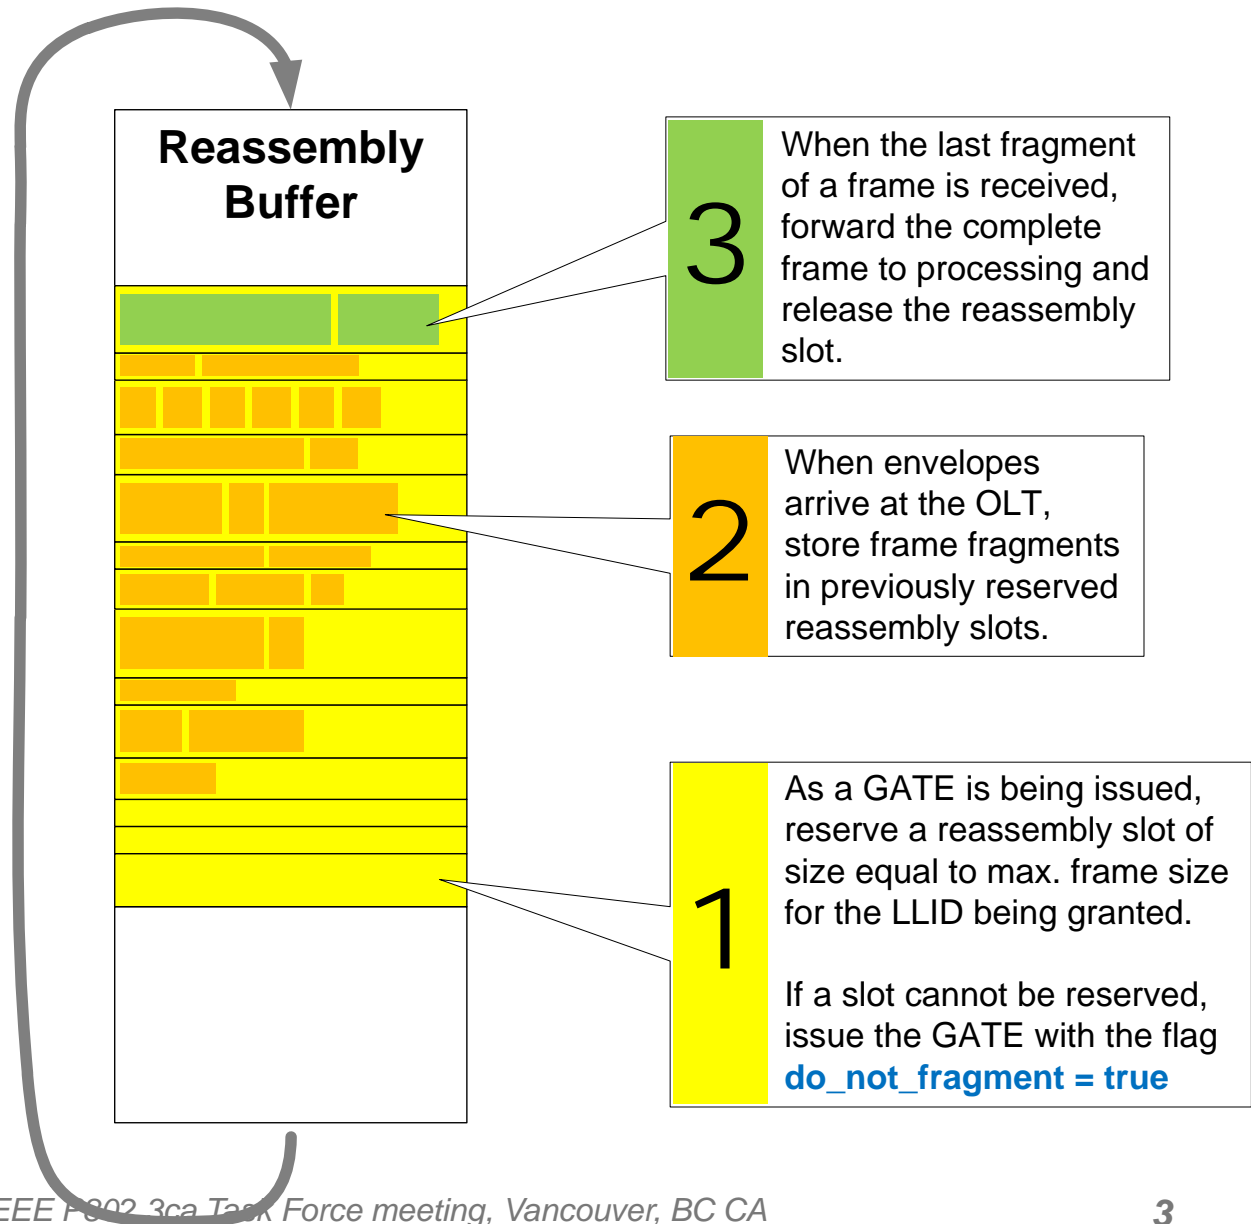 Reassembly
Buffer
3
When the last fragment
of a frame is received,
forward the complete
frame to processing and
release the reassembly
slot.
2
When envelopes
arrive at the OLT,
store frame fragments
in previously reserved
reassembly slots.
1
As a GATE is being issued,
reserve a reassembly slot of
size equal to max. frame size
for the LLID being granted.
If a slot cannot be reserved,
issue the GATE with the flag
do_not_fragment = true
EEE P802.3ca Task Force meeting, Vancouver, BC CA
3